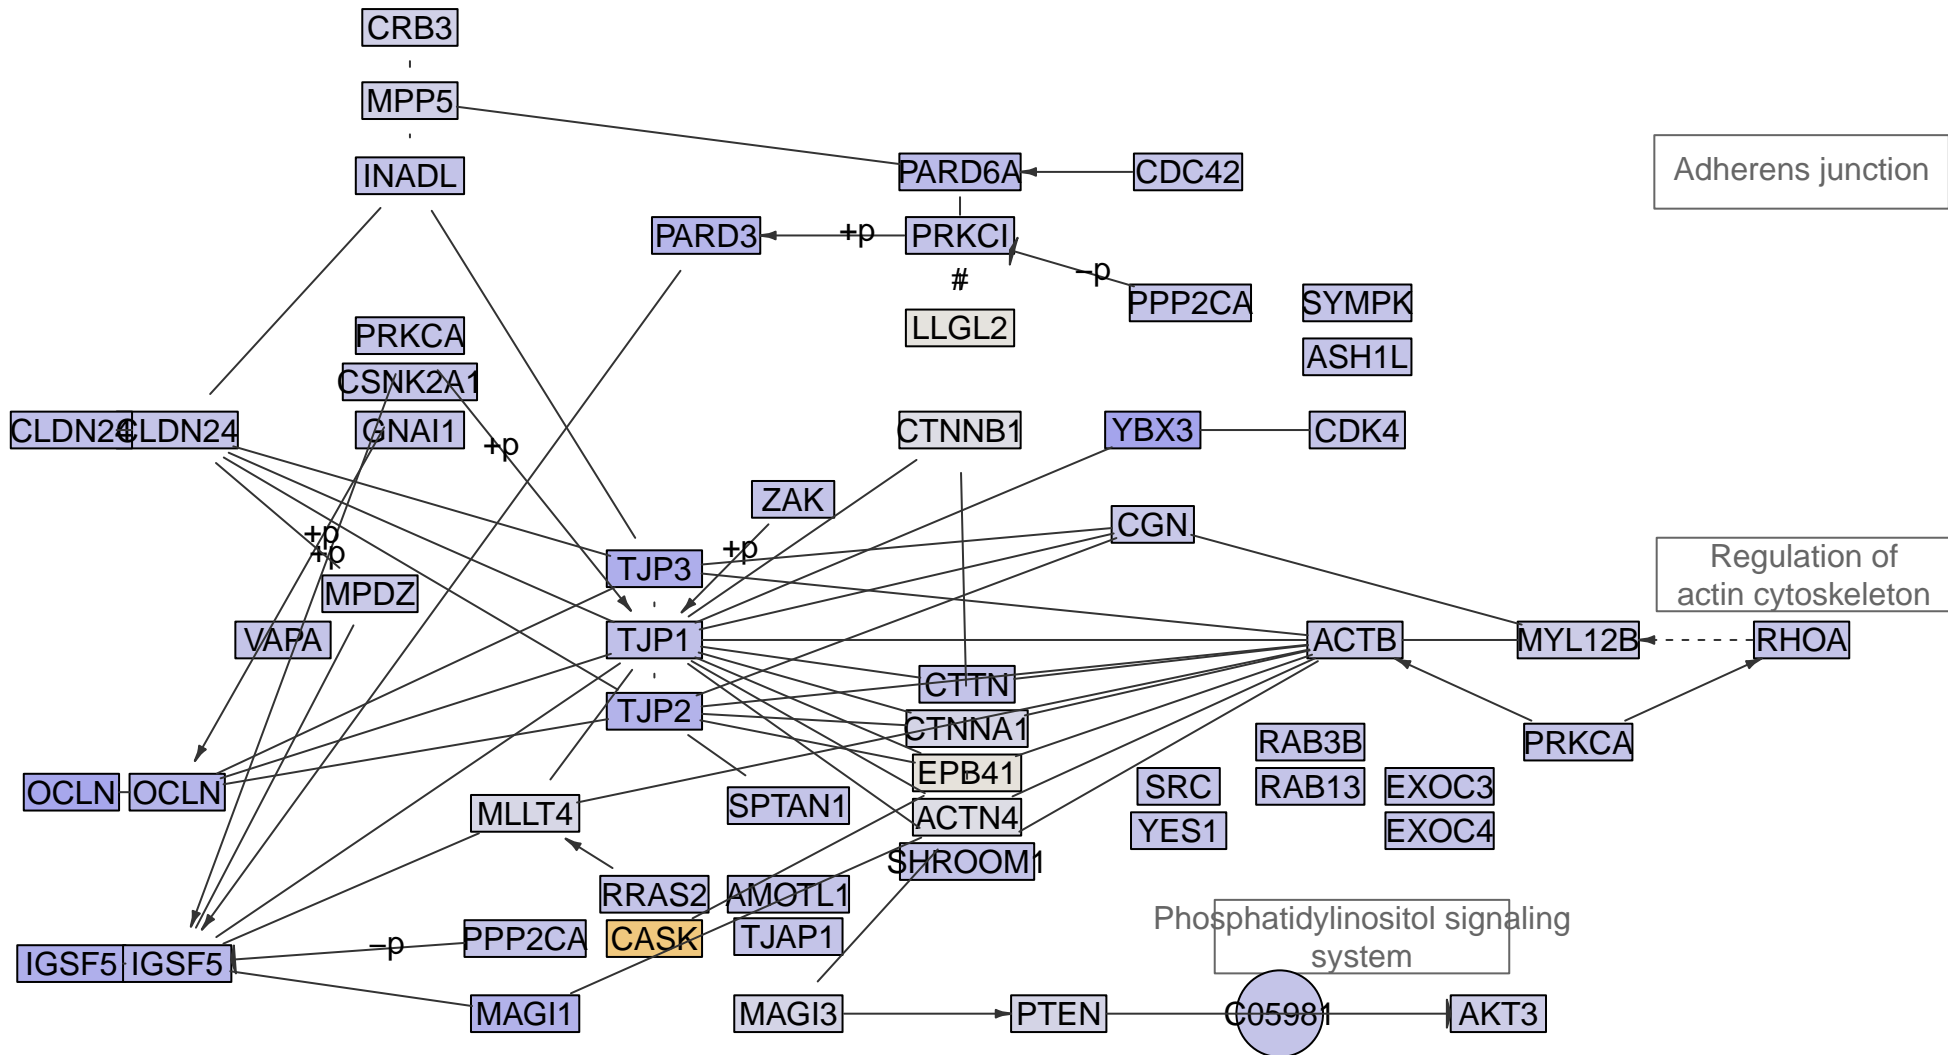 CRB3
MPP5
INADL
PARD6A
CDC42
Adherens junction
PARD3
+p
PRKCI
#
−p
PPP2CA
SYMPK
LLGL2
PRKCA
ASH1L
CSNK2A1
CLDN24
CLDN24
GNAI1
+p
CTNNB1
YBX3
CDK4
ZAK
CGN
+p
+p
+p
TJP3
MPDZ
Regulation of
actin cytoskeleton
VAPA
TJP1
ACTB
MYL12B
RHOA
CTTN
TJP2
CTNNA1
RAB3B
PRKCA
EPB41
OCLN
OCLN
MLLT4
SPTAN1
ACTN4
SRC
RAB13
EXOC3
YES1
EXOC4
SHROOM1
RRAS2
AMOTL1
PPP2CA
CASK
TJAP1
Phosphatidylinositol signaling
system
−p
IGSF5
IGSF5
MAGI1
MAGI3
PTEN
C05981
AKT3